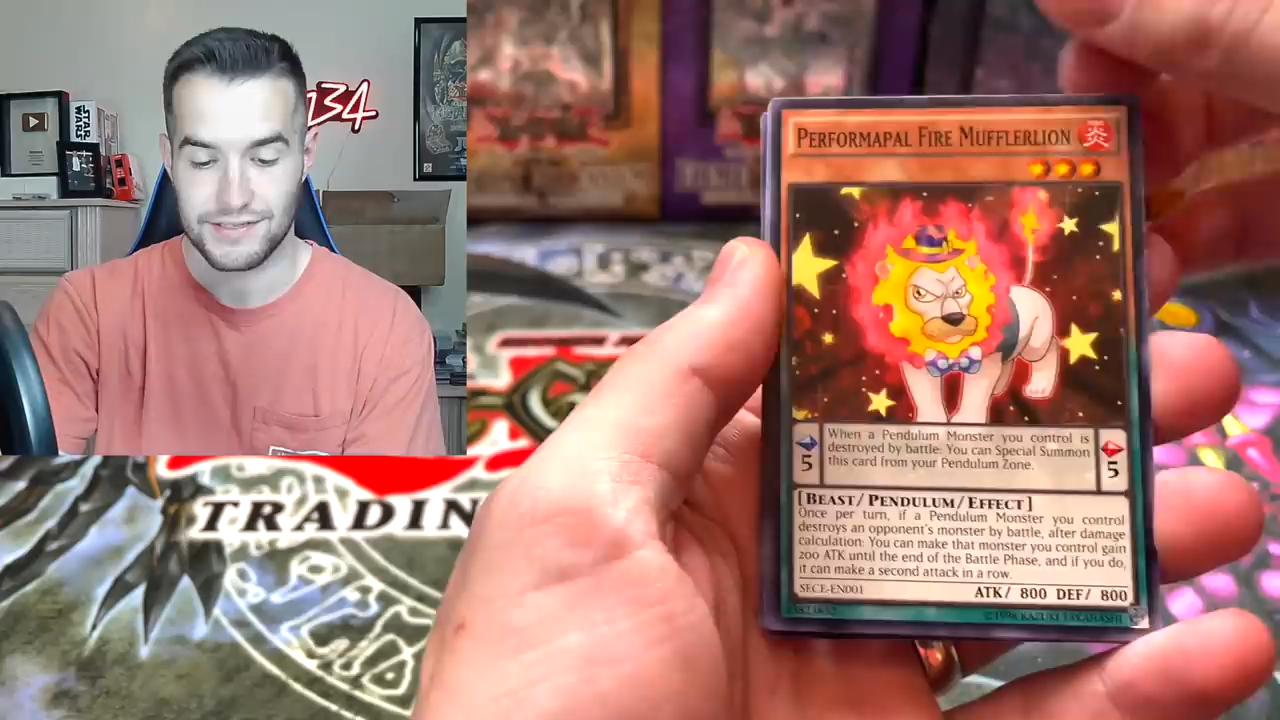 STAR
WARS
134
PERFORMAPAL FIRE MUFFLERLION
炎
5
When a Pendulum Monster you control is
destroyed by battle: You can Special Summon
this card from your Pendulum Zone.
5
[BEAST/PENDULUM/EFFECT]
Once per turn, if a Pendulum Monster you control
destroys an opponent's monster by battle, after damage
calculation: You can make that monster you control gain
200 ATK until the end of the Battle Phase, and if you do,
it can make a second attack in a row.
SECE-EN001
ATK/ 800 DEF/ 800
©1996 KAZUKI TAKAHASHI
TRADIN